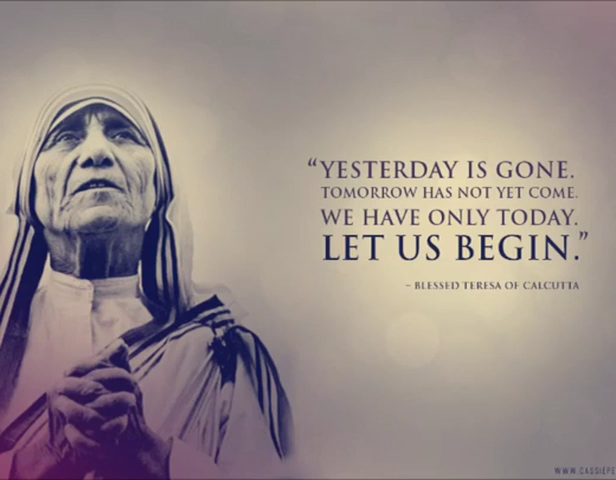 “YESTERDAY IS GONE.
TOMORROW HAS NOT YET COME.
WE HAVE ONLY TODAY.
LET US BEGIN.”
– BLESSED TERESA OF CALCUTTA